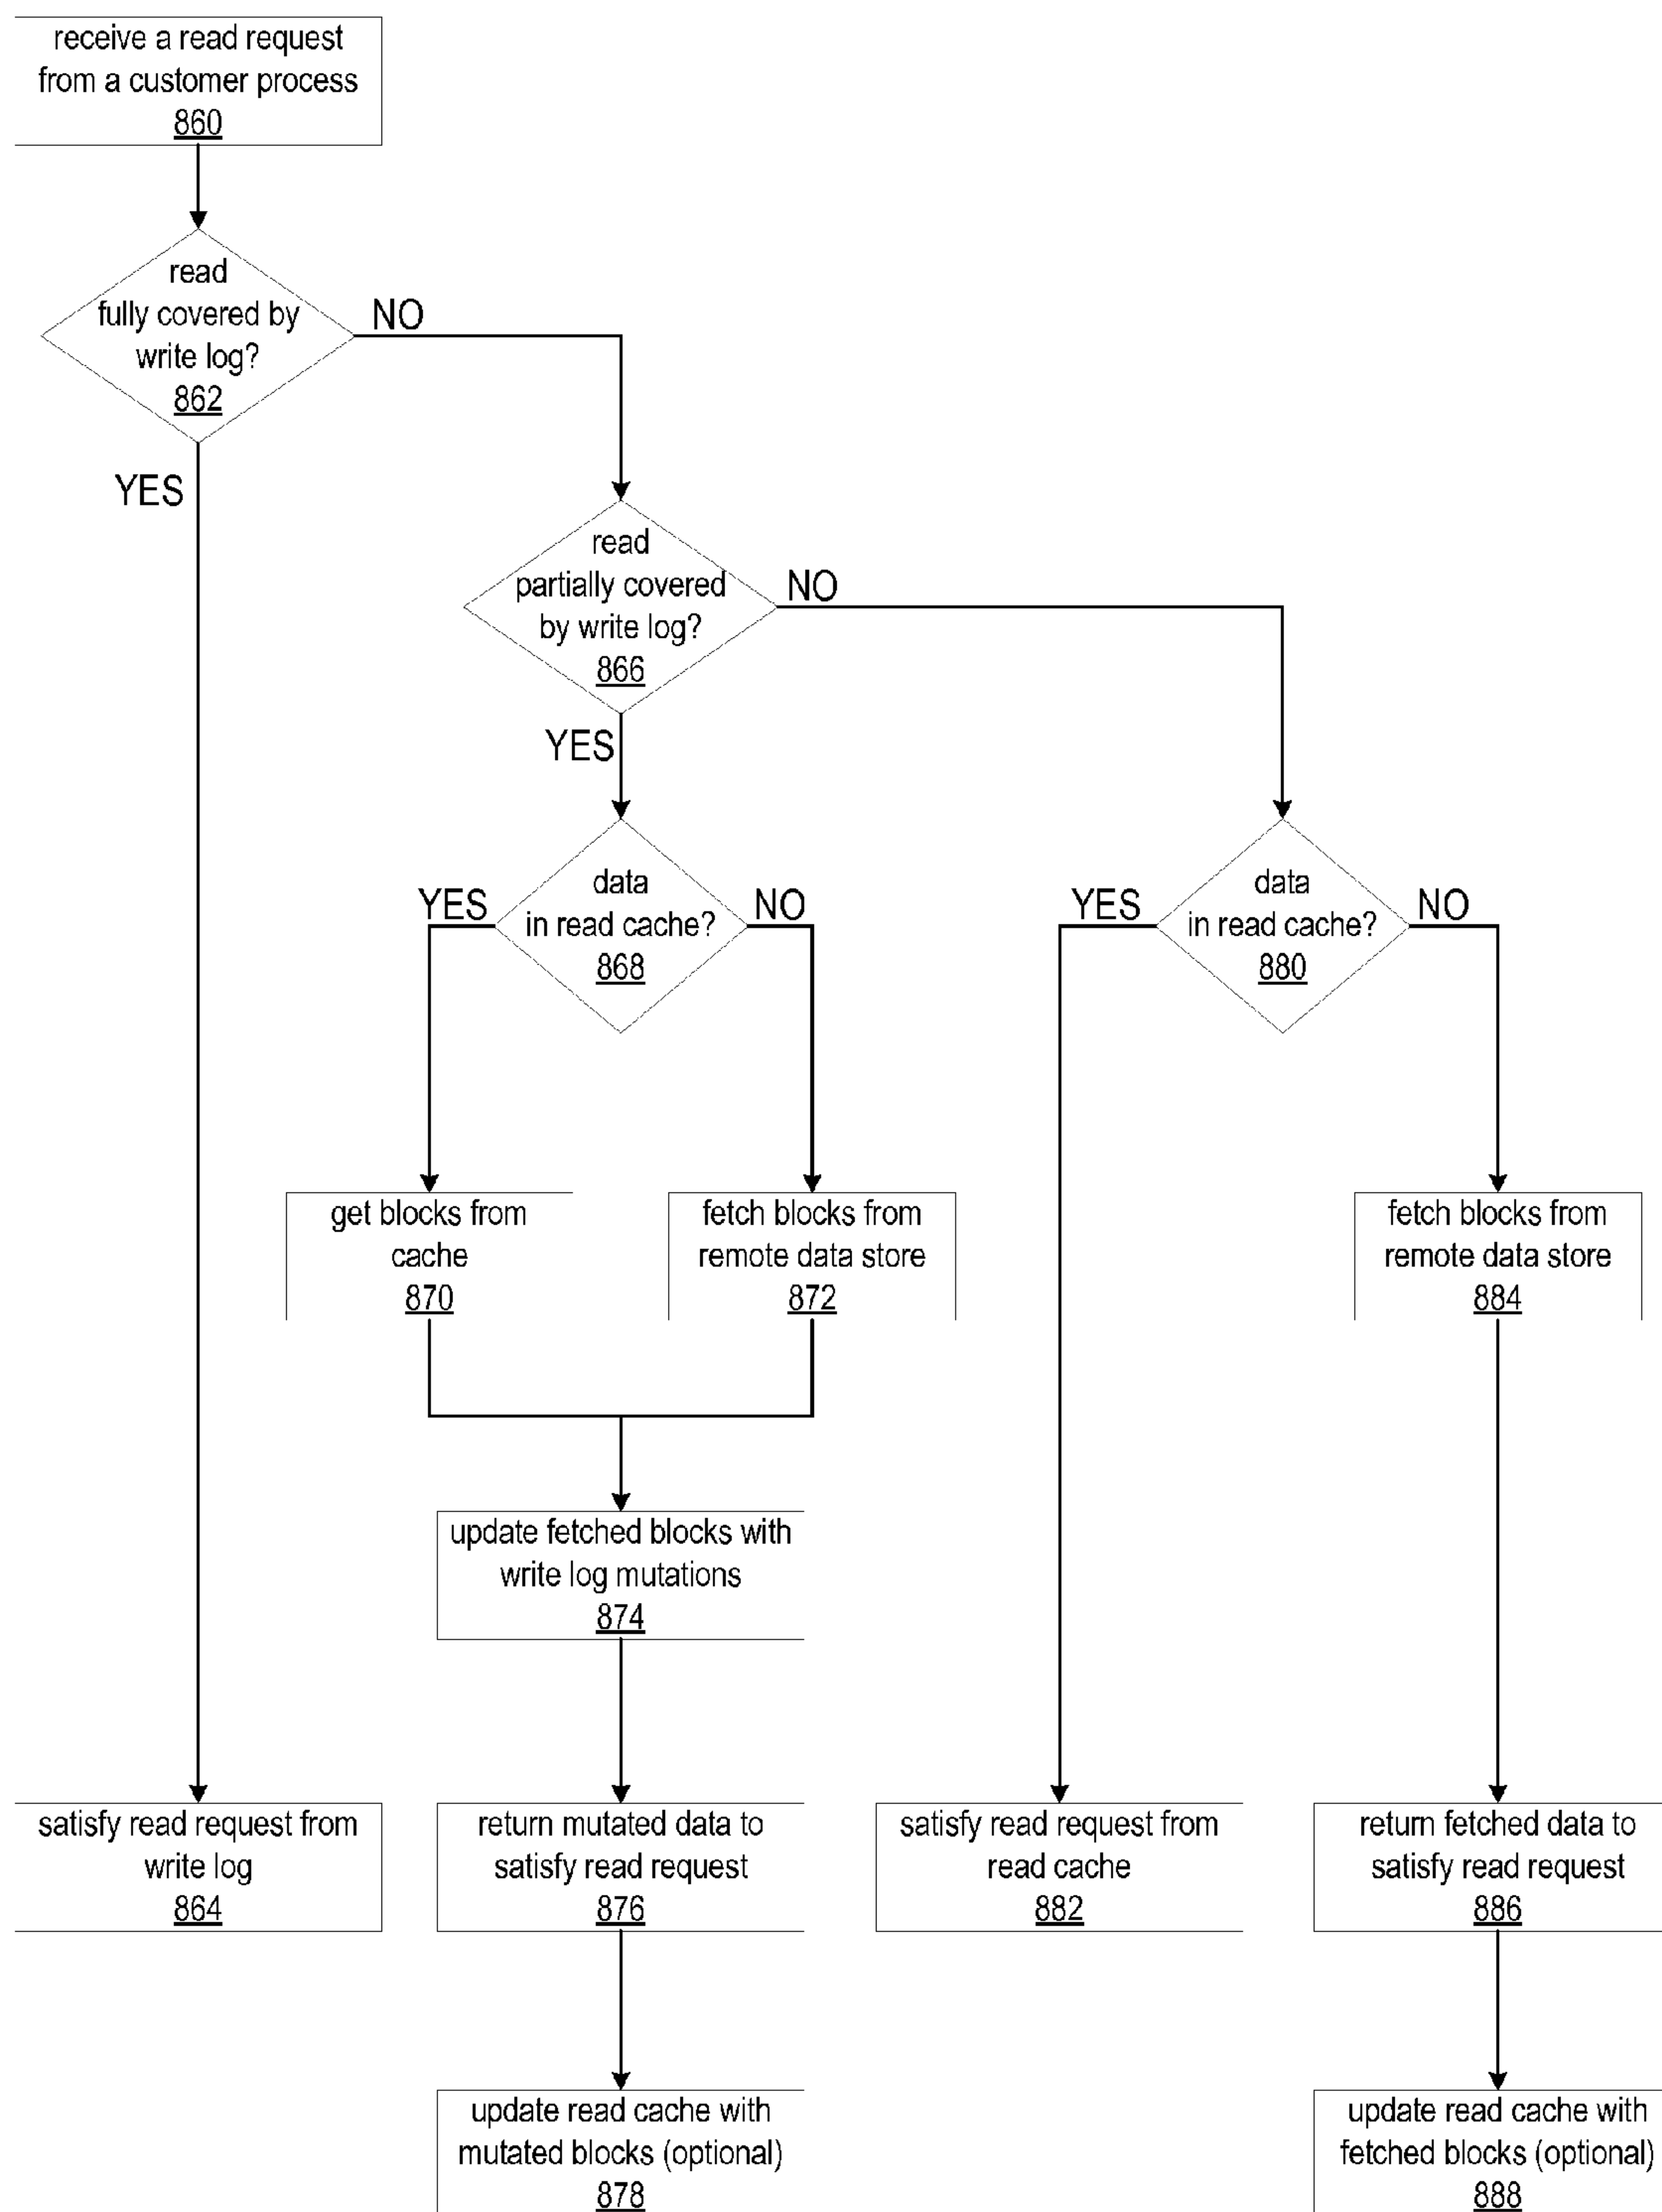 receive a read request
from a customer process
860
read
fully covered by
write log?
862
NO
YES
read
partially covered
by write log?
866
NO
YES
data
in read cache?
868
YES
NO
data
in read cache?
880
YES
NO
get blocks from
cache
870
fetch blocks from
remote data store
872
fetch blocks from
remote data store
884
update fetched blocks with
write log mutations
874
satisfy read request from
write log
864
return mutated data to
satisfy read request
876
satisfy read request from
read cache
882
return fetched data to
satisfy read request
886
update read cache with
mutated blocks (optional)
878
update read cache with
fetched blocks (optional)
888